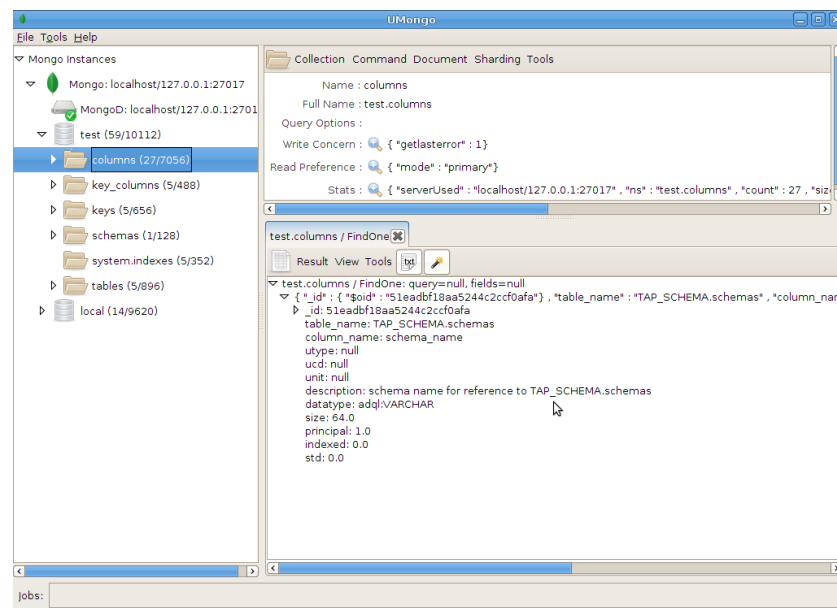 UMongo
File Tools Help
Mongo Instances
Mongo: localhost/127.0.0.1:27017
MongoD: localhost/127.0.0.1:2701
test (59/10112)
columns (27/7056)
key_columns (5/488)
keys (5/656)
schemas (1/128)
system.indexes (5/352)
tables (5/896)
local (14/9620)
Collection Command Document Sharding Tools
Name : columns
Full Name : test.columns
Query Options :
Write Concern : { "getlasterror" : 1}
Read Preference : { "mode" : "primary"}
Stats : { "serverUsed" : "localhost/127.0.0.1:27017" , "ns" : "test.columns" , "count" : 27 , "siz
test.columns / FindOne
Result View Tools txt
test.columns / FindOne: query=null, fields=null
{ "_id" : { "$oid" : "51eadbf18aa5244c2ccf0afa"} , "table_name" : "TAP_SCHEMA.schemas" , "column_nar
_id: 51eadbf18aa5244c2ccf0afa
table_name: TAP_SCHEMA.schemas
column_name: schema_name
utype: null
ucd: null
unit: null
description: schema name for reference to TAP_SCHEMA.schemas
datatype: adql:VARCHAR
size: 64.0
principal: 1.0
indexed: 0.0
std: 0.0
Jobs: